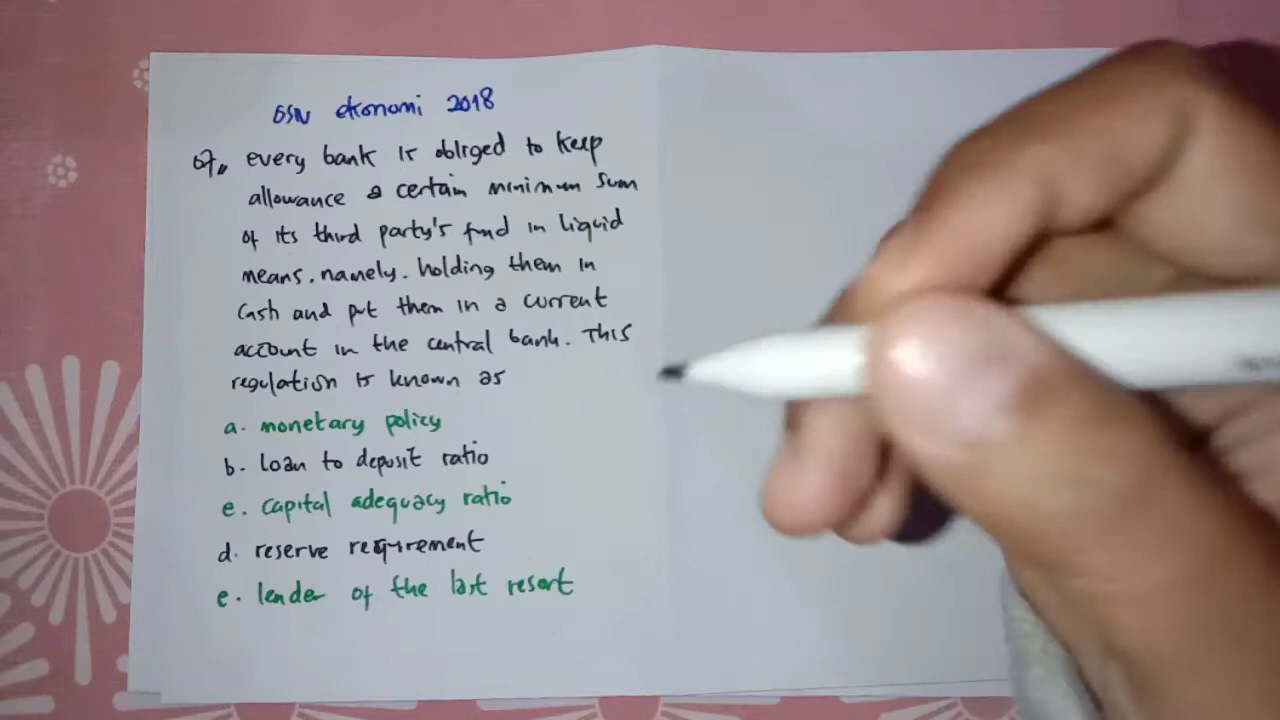 OSN ekonomi 2018
67. every bank is obliged to keep
allowance a certain minimum sum
of its third party's fund in liquid
means, namely, holding them in
cash and put them in a current
account in the central bank. This
regulation is known as
a. monetary policy
b. loan to deposit ratio
e. capital adequacy ratio
d. reserve requirement
e. lender of the last resort